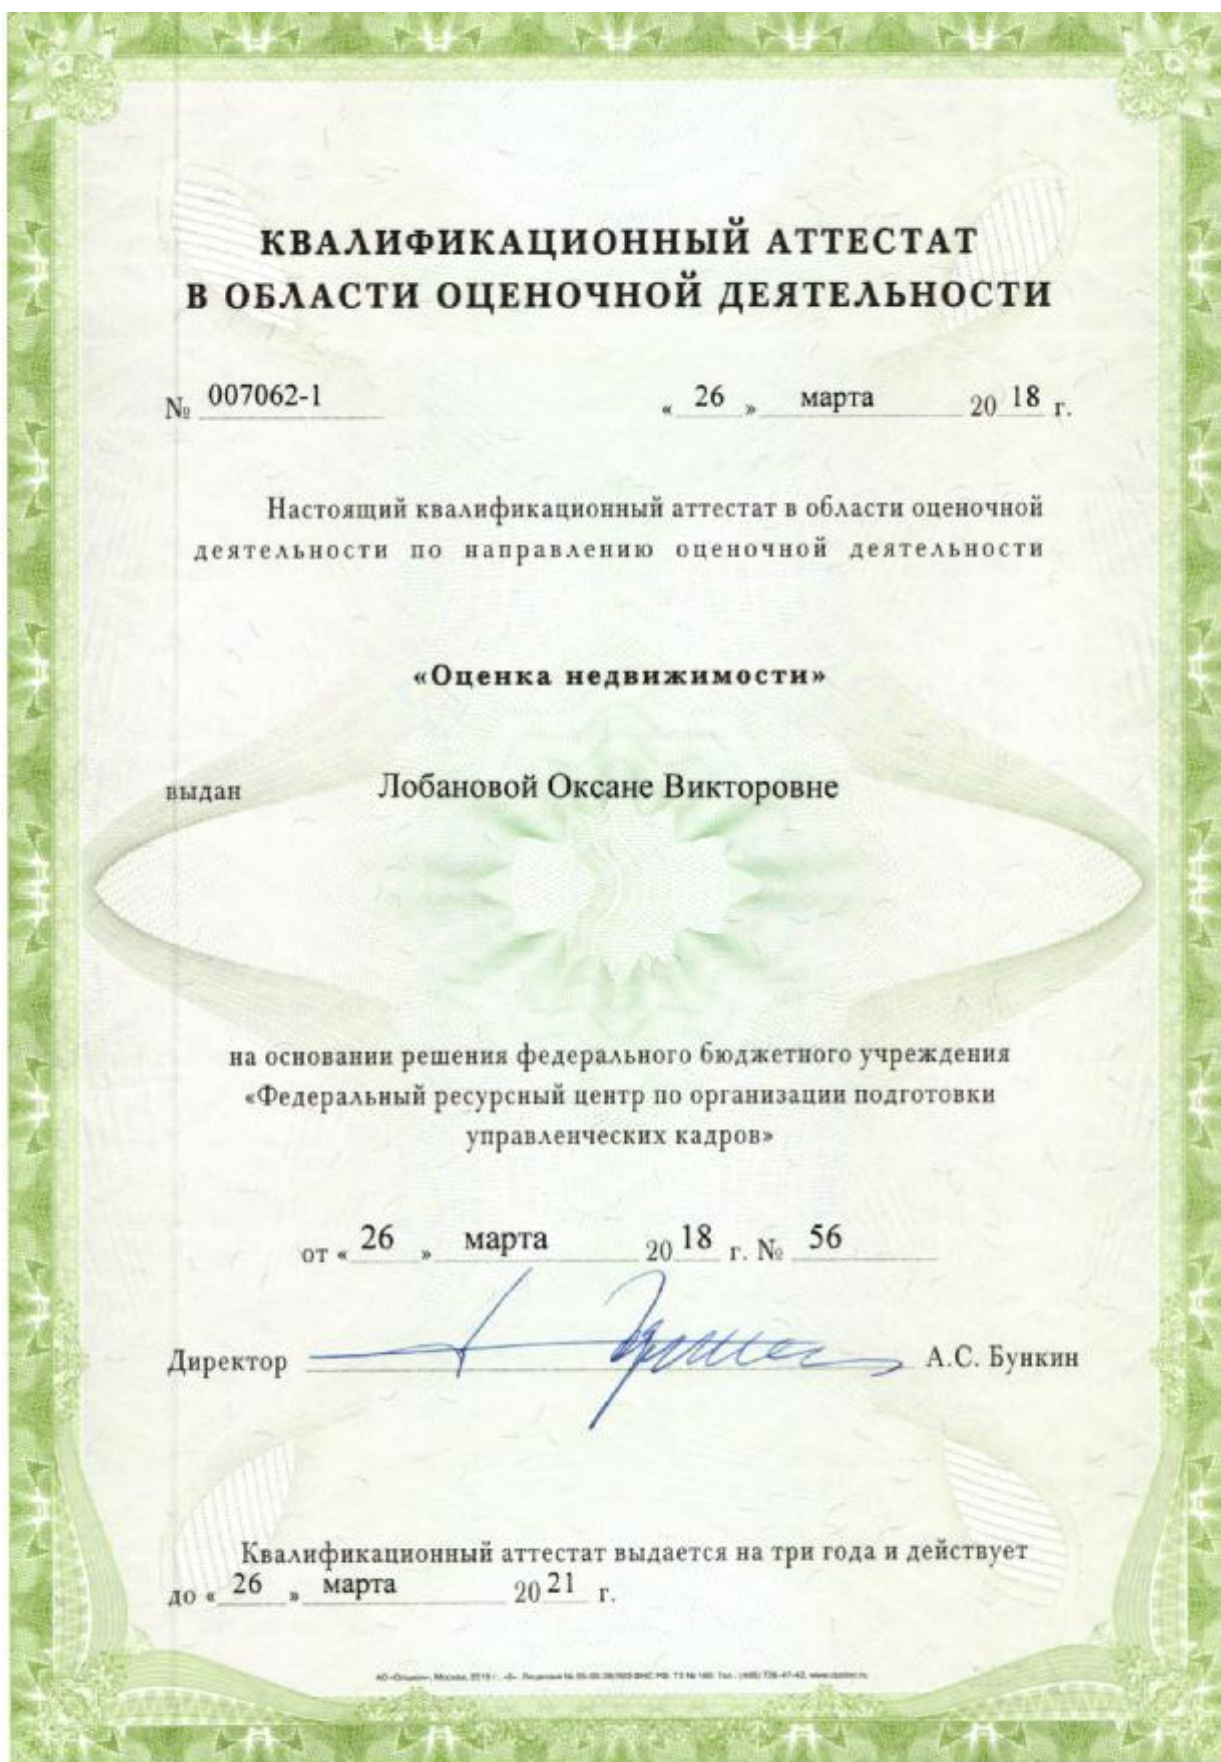 КВАЛИФИКАЦИОННЫЙ АТТЕСТАТ
В ОБЛАСТИ ОЦЕНОЧНОЙ ДЕЯТЕЛЬНОСТИ
№ 007062-1 « 26 » марта 20 18 г.
Настоящий квалификационный аттестат в области оценочной
деятельности по направлению оценочной деятельности
«Оценка недвижимости»
выдан Лобановой Оксане Викторовне
на основании решения федерального бюджетного учреждения
«Федеральный ресурсный центр по организации подготовки
управленческих кадров»
от « 26 » марта 20 18 г. № 56
Директор А.С. Бункин
Квалификационный аттестат выдается на три года и действует
до « 26 » марта 20 21 г.